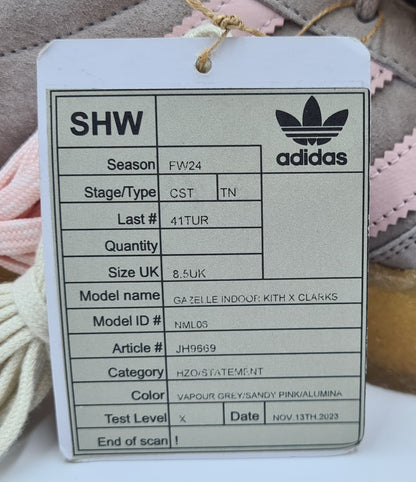 SHW
adidas
Season FW24
Stage/Type CST TN
Last # 41TUR
Quantity
Size UK 8.5UK
Model name GAZELLE INDOOR KITH X CLARKS
Model ID # NML05
Article # JH9669
Category HZO/STATEMENT
Color VAPOUR GREY/SANDY PINK/ALUMINA
Test Level X Date NOV.13TH.2023
End of scan !